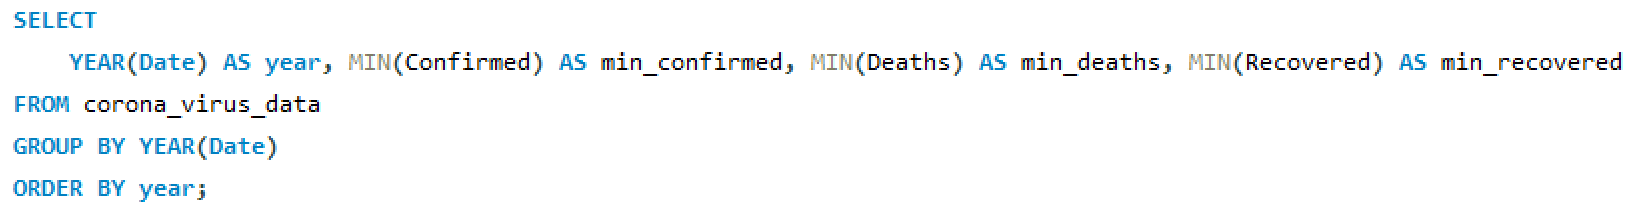 SELECT
    YEAR(Date) AS year, MIN(Confirmed) AS min_confirmed, MIN(Deaths) AS min_deaths, MIN(Recovered) AS min_recovered
FROM corona_virus_data
GROUP BY YEAR(Date)
ORDER BY year;